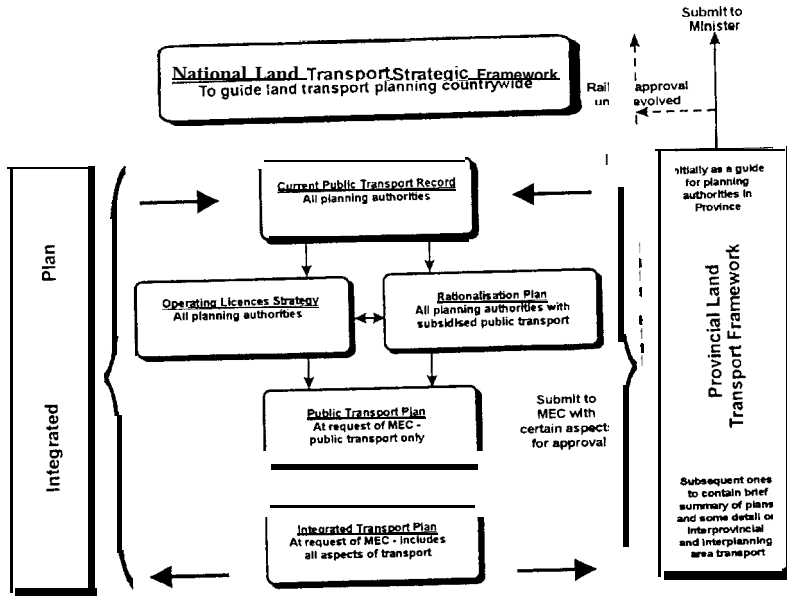 Submit to
Minister
National Land Transport Strategic Framework
To guide land transport planning countrywide
Rail approval
un evolved
Current Public Transport Record
All planning authorities
nitially as a guide
for planning
authorities in
Province
Plan
Integrated
Operating Licences Strategy
All planning authorities
Rationalisation Plan
All planning authorities with
subsidised public transport
Provincial Land
Transport Framework
Public Transport Plan
At request of MEC -
public transport only
Submit to
MEC with
certain aspects
for approval
Subsequent ones
to contain brief
summary of plans
and some detail on
interprovincial
and interplanning
area transport
Integrated Transport Plan
At request of MEC - includes
all aspects of transport